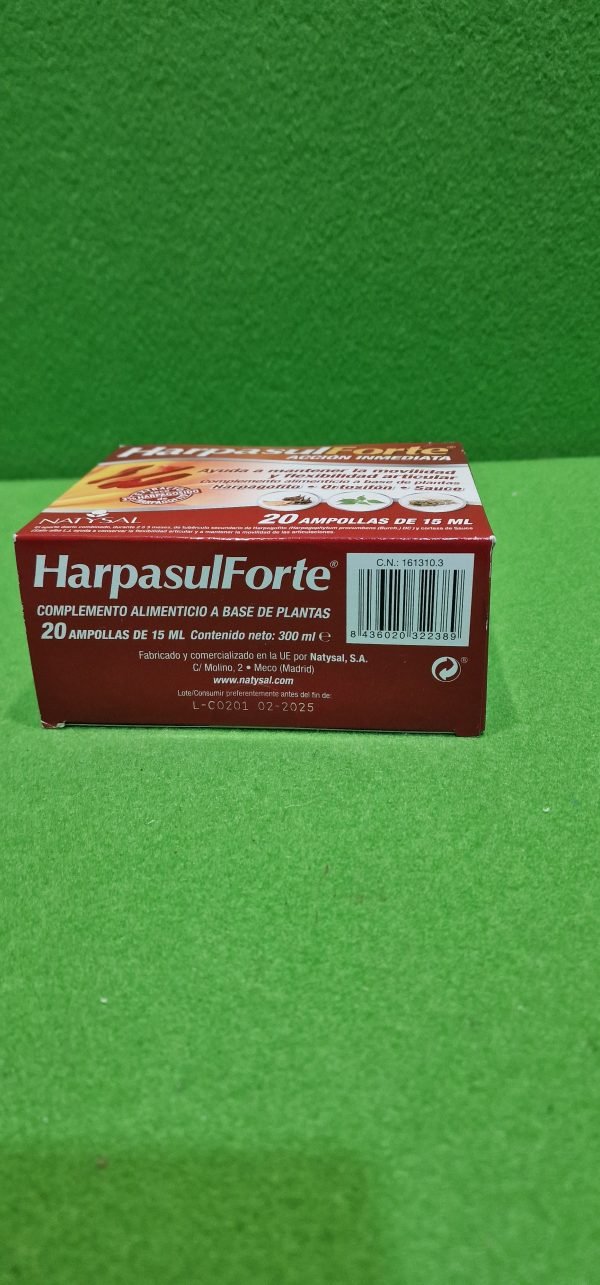 HarpasulForte®
ACCIÓN INMEDIATA
Ayuda a mantener la movilidad
y flexibilidad articular
Complemento alimenticio a base de plantas
Harpagofito - Ortosifón - Sauce
NATYSAL
20 AMPOLLAS DE 15 ML
HarpasulForte®
COMPLEMENTO ALIMENTICIO A BASE DE PLANTAS
20 AMPOLLAS DE 15 ML Contenido neto: 300 ml ℮
C.N.: 161310.3
8 436020 322389
Fabricado y comercializado en la UE por Natysal, S.A.
C/ Molino, 2 • Meco (Madrid)
www.natysal.com
Lote/Consumir preferentemente antes del fin de:
L-C0201 02-2025